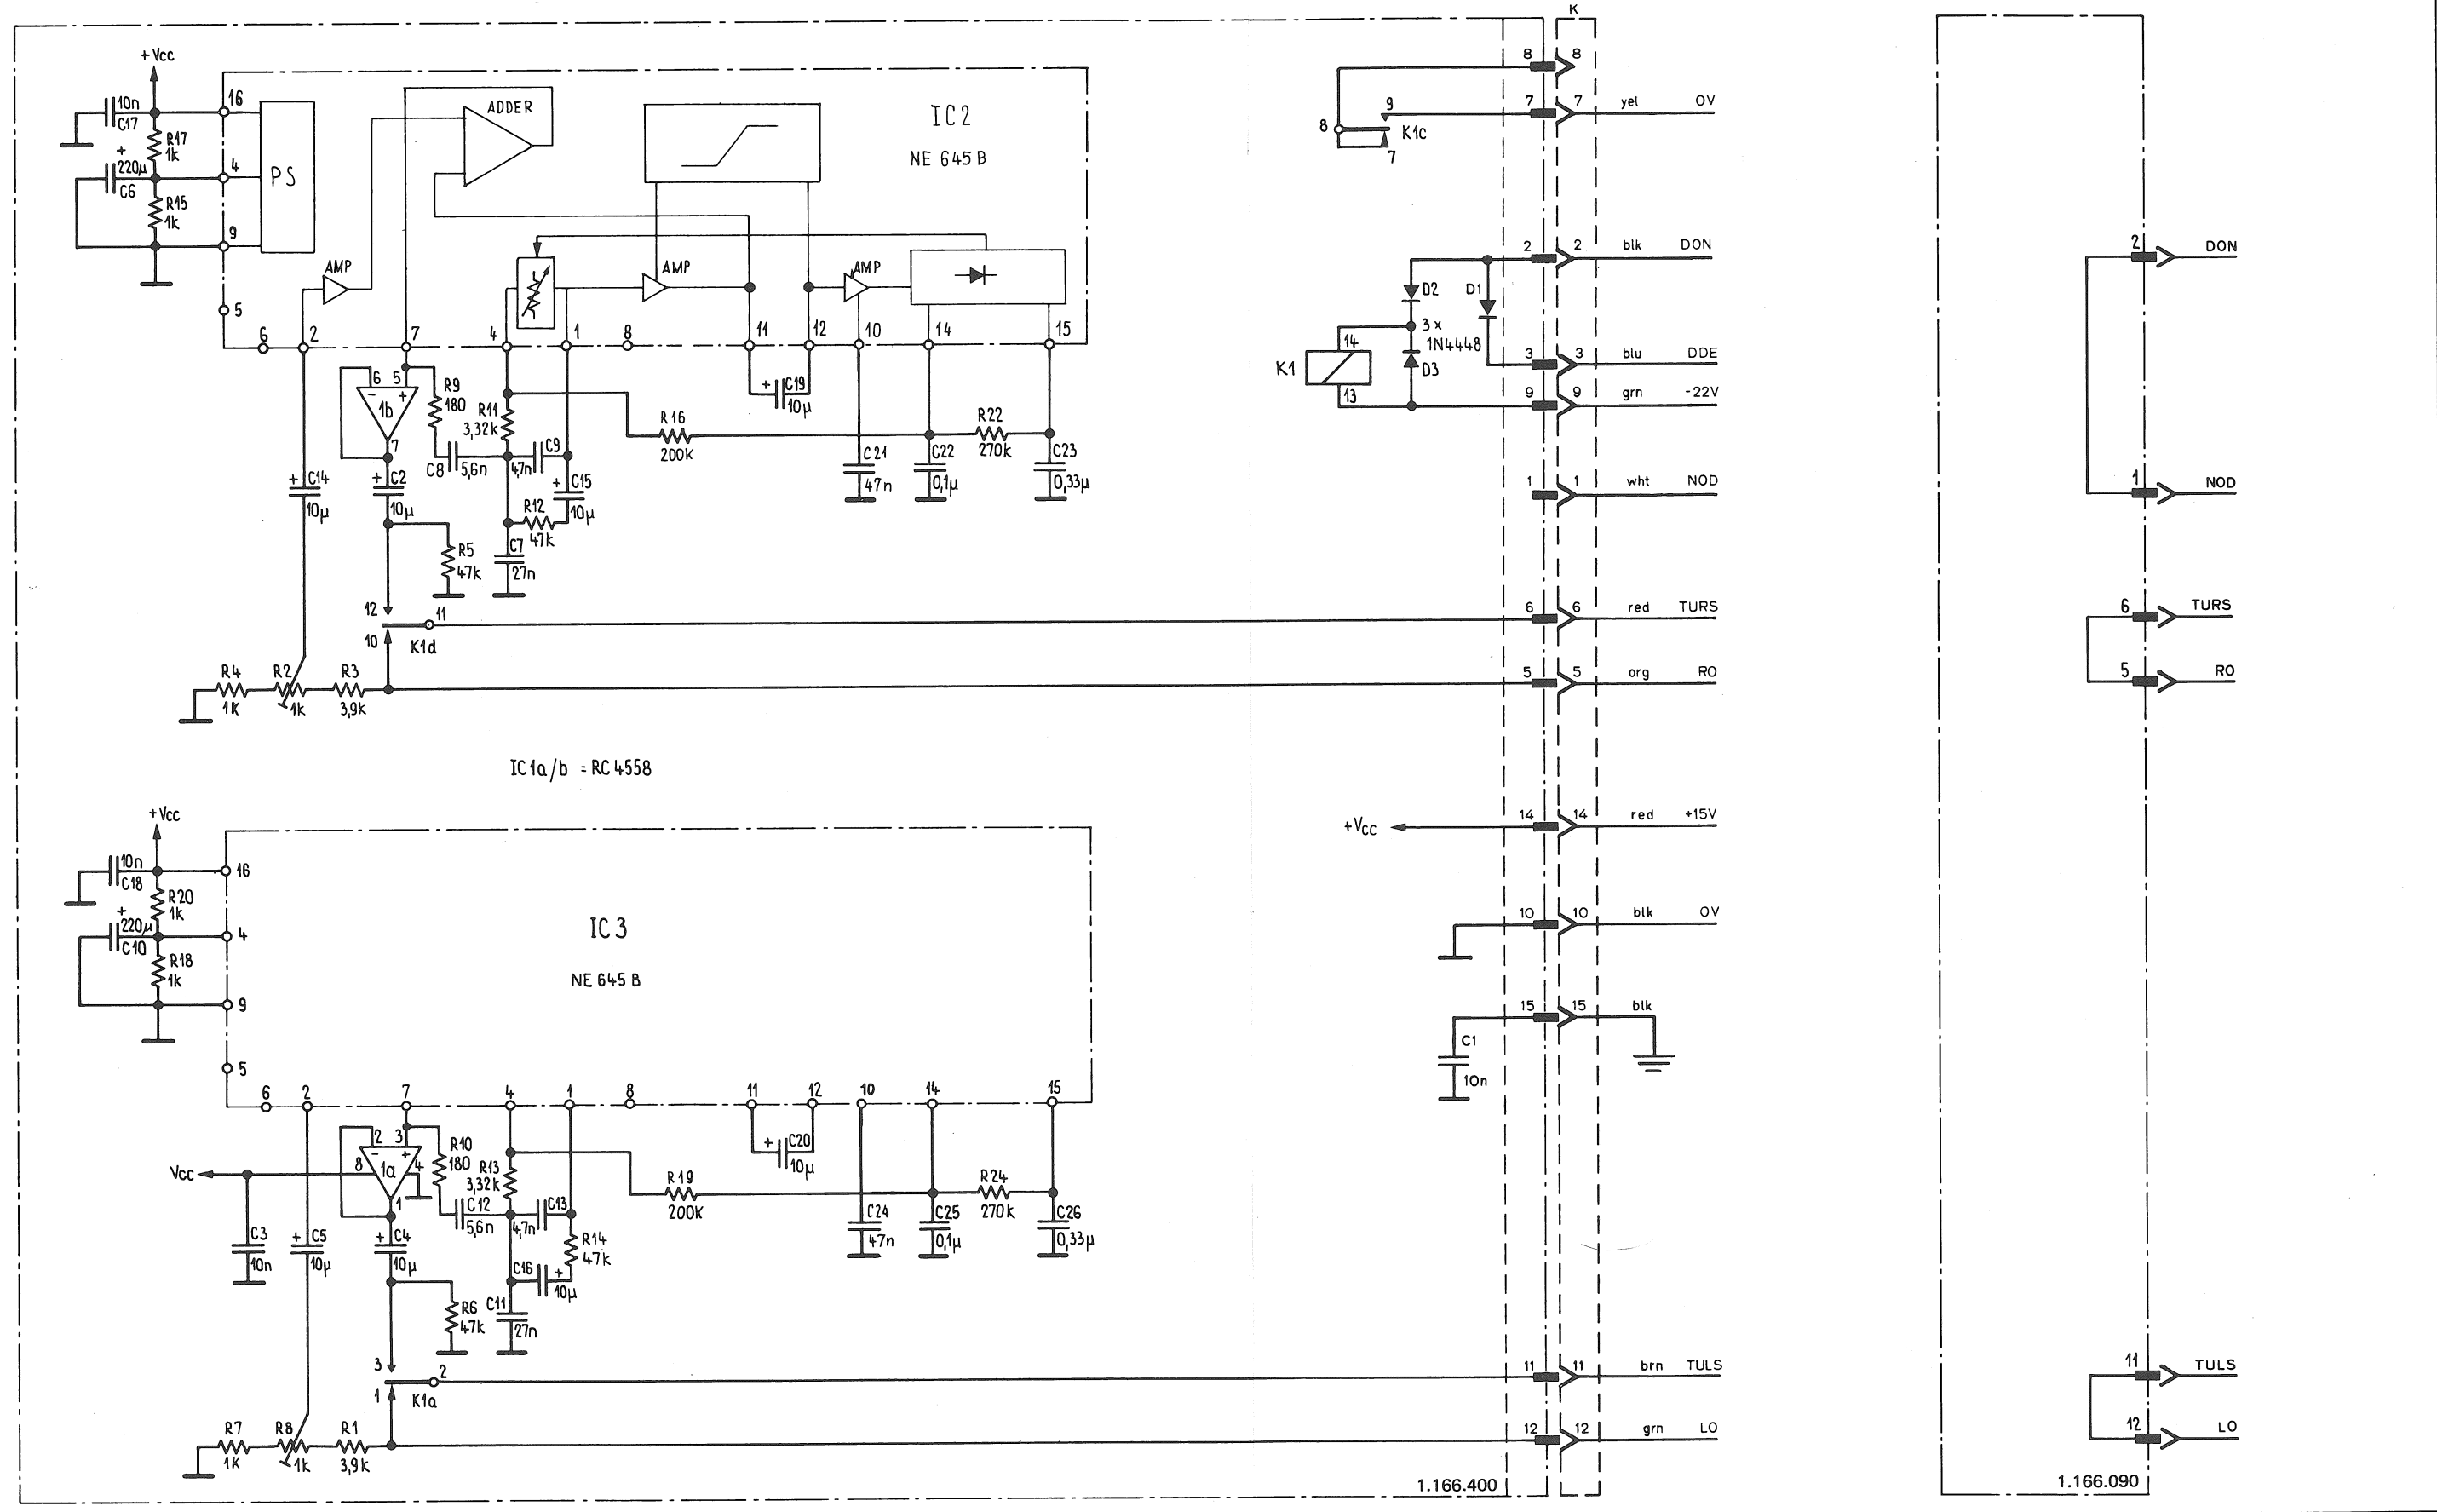 K
+Vcc
10n
C17
16
R17
1k
+
220µ
C6
4
R15
1k
9
PS
5
ADDER
IC2
NE 645B
AMP
AMP
AMP
6
2
7
4
1
8
11
12
10
14
15
6 5
- +
1b
7
R9
180
R11
3,32k
C8
5,6n
C9
4,7n
+
C15
10µ
R12
47k
C7
27n
+
C19
10µ
R16
200K
R22
270k
C21
47n
C22
0,1µ
C23
0,33µ
+
C14
10µ
+
C2
10µ
R5
47k
12
11
10
K1d
R4
1K
R2
1k
R3
3,9k
8 8
7 7 yel OV
9
8
K1c
7
2 2 blk DON
D2
D1
3x
1N4448
14
K1
13
D3
3 3 blu DDE
9 9 grn -22V
1 1 wht NOD
6 6 red TURS
5 5 org RO
IC1a/b = RC4558
+Vcc
14 14 red +15V
10 10 blk OV
15 15 blk
C1
10n
11 11 brn TULS
12 12 grn LO
+Vcc
10n
C18
16
R20
1k
+
220µ
C10
4
R18
1k
9
5
IC3
NE 645B
6
2
7
4
1
8
11
12
10
14
15
2 3
- +
8
1a
4
1
Vcc
R10
180
R13
3,32k
C12
5,6n
C13
4,7n
R14
47k
C16
+
10µ
C11
27n
+
C20
10µ
R19
200K
R24
270k
C24
47n
C25
0,1µ
C26
0,33µ
C3
10n
+
C5
10µ
+
C4
10µ
R6
47k
3
2
1
K1a
R7
1K
R8
1k
R1
3,9k
1.166.400
2 DON
1 NOD
6 TURS
5 RO
11 TULS
12 LO
1.166.090